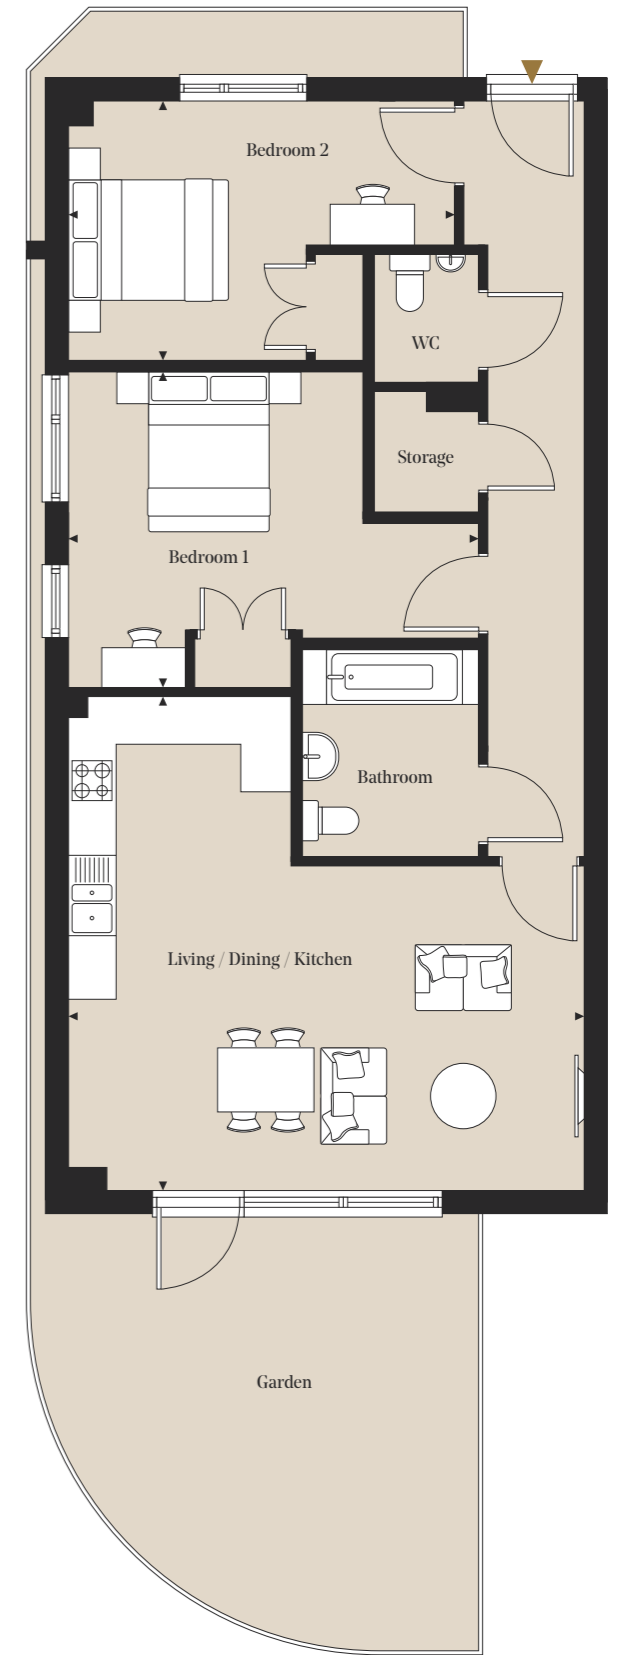 Bedroom 2
WC
Storage
Bedroom 1
Bathroom
Living / Dining / Kitchen
Garden